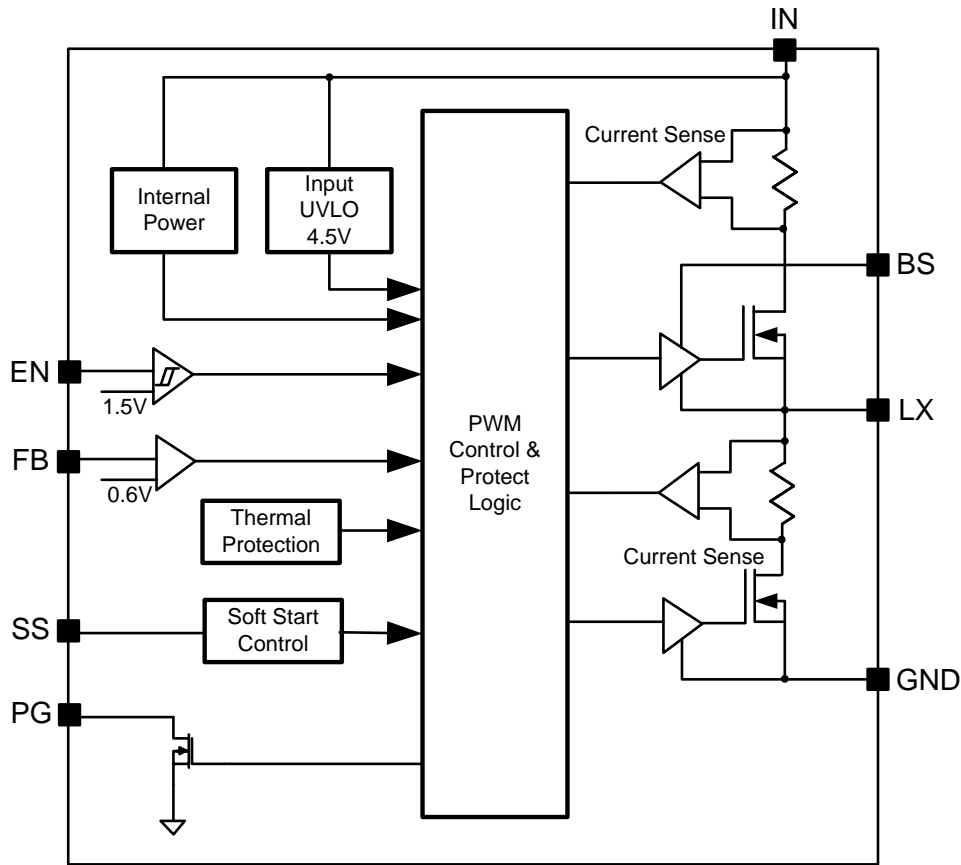 IN
Current Sense
Internal
Power
Input
UVLO
4.5V
BS
EN
1.5V
LX
FB
0.6V
PWM
Control &
Protect
Logic
Thermal
Protection
Current Sense
SS
Soft Start
Control
GND
PG